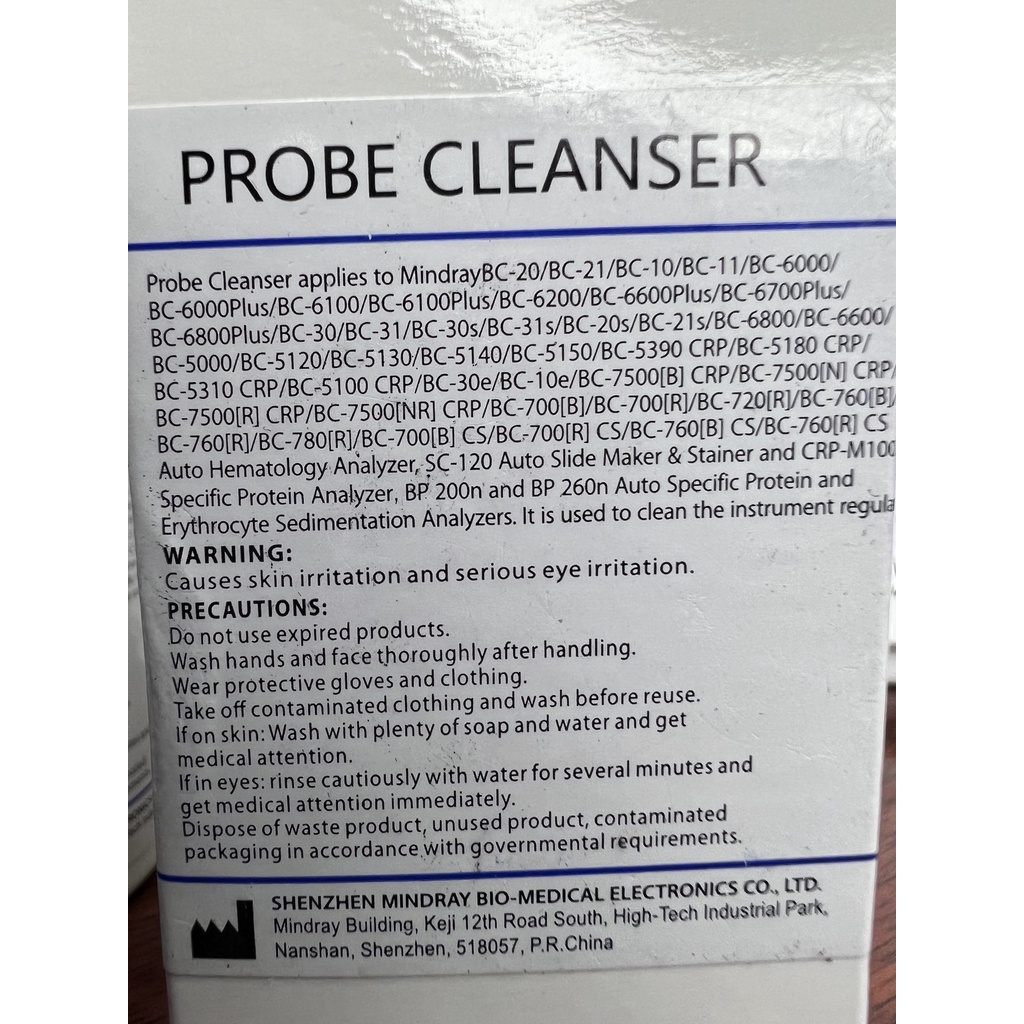 PROBE CLEANSER
Probe Cleanser applies to MindrayBC-20/BC-21/BC-10/BC-11/BC-6000/
BC-6000Plus/BC-6100/BC-6100Plus/BC-6200/BC-6600Plus/BC-6700Plus/
BC-6800Plus/BC-30/BC-31/BC-30s/BC-31s/BC-20s/BC-21s/BC-6800/BC-6600/
BC-5000/BC-5120/BC-5130/BC-5140/BC-5150/BC-5390 CRP/BC-5180 CRP/
BC-5310 CRP/BC-5100 CRP/BC-30e/BC-10e/BC-7500[B] CRP/BC-7500[N] CRP/
BC-7500[R] CRP/BC-7500[NR] CRP/BC-700[B]/BC-700[R]/BC-720[R]/BC-760[B]/
BC-760[R]/BC-780[R]/BC-700[B] CS/BC-700[R] CS/BC-760[B] CS/BC-760[R] CS
Auto Hematology Analyzer, SC-120 Auto Slide Maker & Stainer and CRP-M100
Specific Protein Analyzer, BP 200n and BP 260n Auto Specific Protein and
Erythrocyte Sedimentation Analyzers. It is used to clean the instrument
WARNING:
Causes skin irritation and serious eye irritation.
PRECAUTIONS:
Do not use expired products.
Wash hands and face thoroughly after handling.
Wear protective gloves and clothing.
Take off contaminated clothing and wash before reuse.
If on skin: Wash with plenty of soap and water and get
medical attention.
If in eyes: rinse cautiously with water for several minutes and
get medical attention immediately.
Dispose of waste product, unused product, contaminated
packaging in accordance with governmental requirements.
SHENZHEN MINDRAY BIO-MEDICAL ELECTRONICS CO., LTD.
Mindray Building, Keji 12th Road South, High-Tech Industrial Park,
Nanshan, Shenzhen, 518057, P.R.China